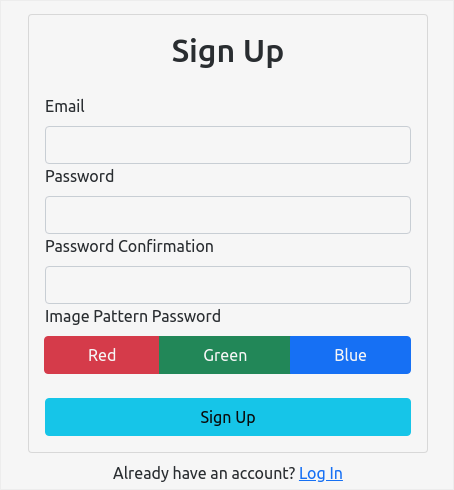 Sign Up
Email
Password
Password Confirmation
Image Pattern Password
Red Green Blue
Sign Up
Already have an account? Log In